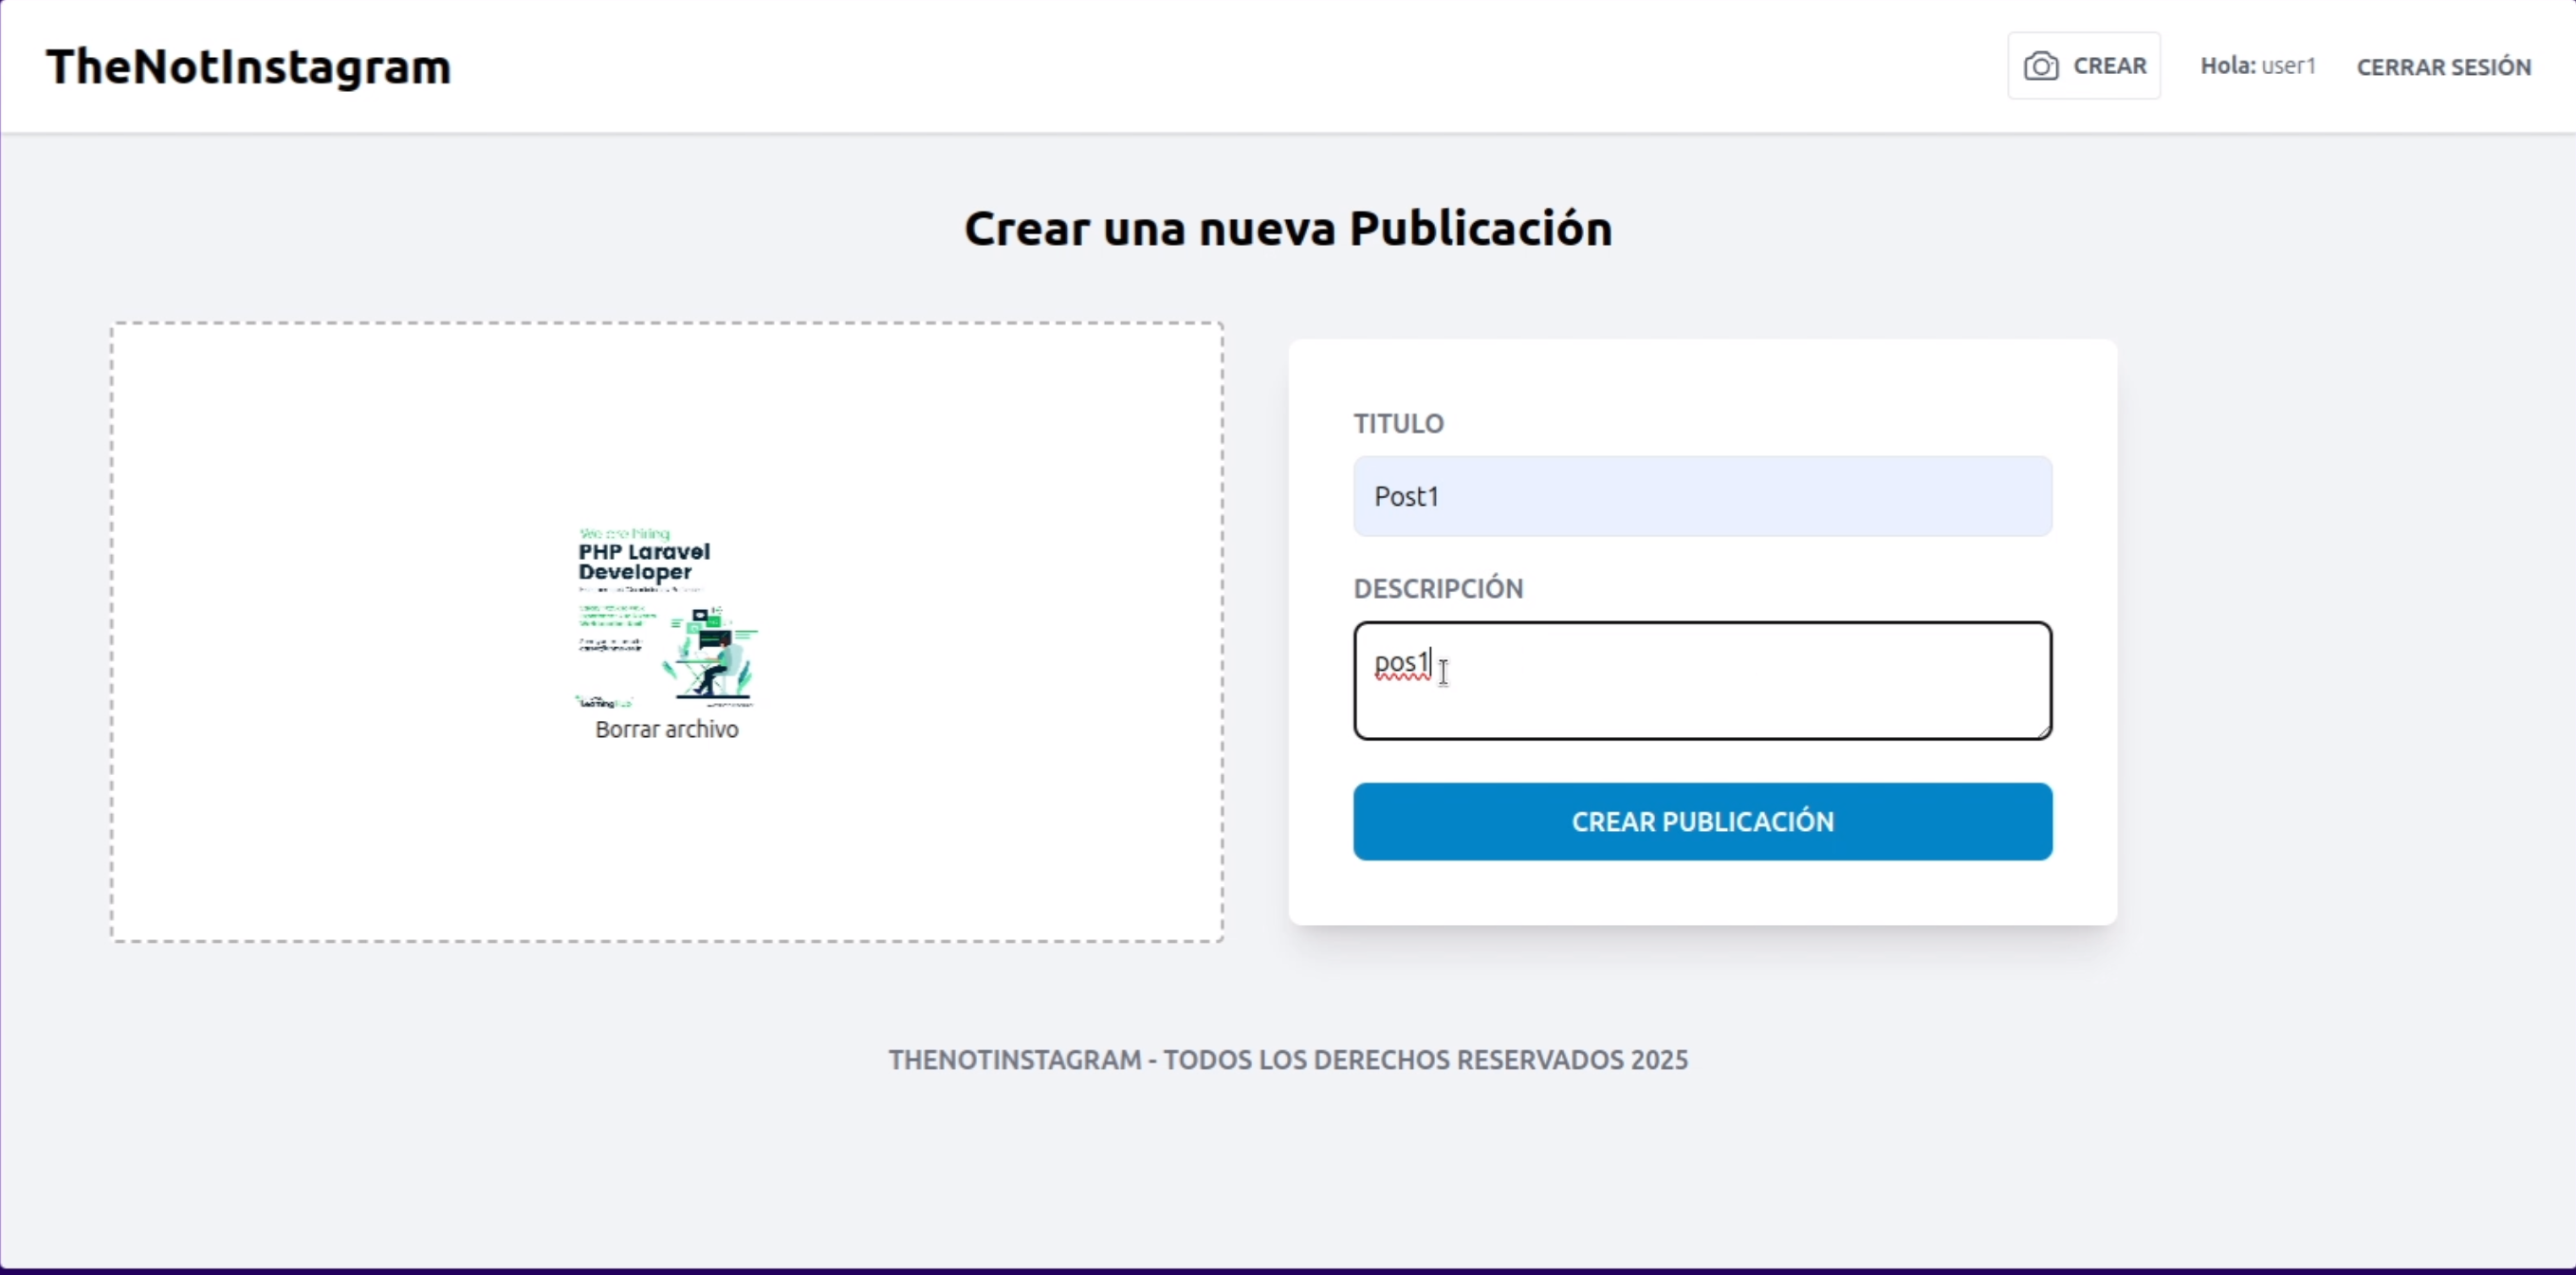 TheNotInstagram
CREAR
Hola: user1
CERRAR SESIÓN
Crear una nueva Publicación
We are hiring
PHP Laravel
Developer
Borrar archivo
TITULO
Post1
DESCRIPCIÓN
pos1
CREAR PUBLICACIÓN
THENOTINSTAGRAM - TODOS LOS DERECHOS RESERVADOS 2025